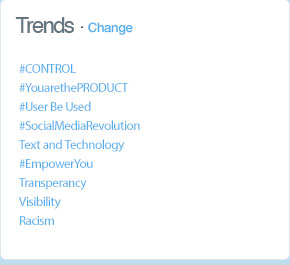 Trends · Change
#CONTROL
#YouarethePRODUCT
#User Be Used
#SocialMediaRevolution
Text and Technology
#EmpowerYou
Transperancy
Visibility
Racism